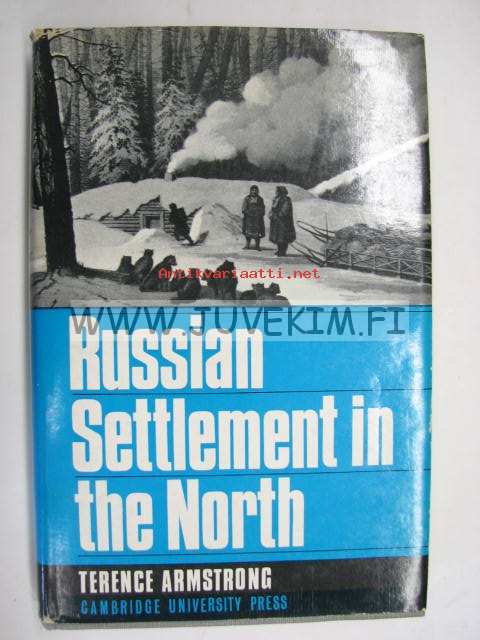 Antikvariaatti.net
WWW.JUVEKIM.FI
Russian
Settlement in
the North
TERENCE ARMSTRONG
CAMBRIDGE UNIVERSITY PRESS